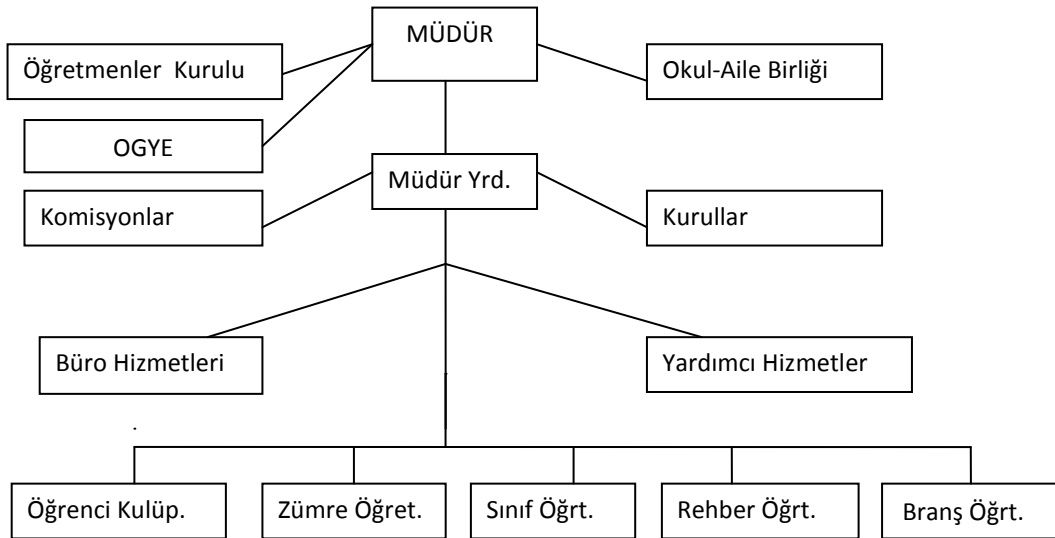 MÜDÜR
Öğretmenler Kurulu
Okul-Aile Birliği
OGYE
Müdür Yrd.
Komisyonlar
Kurullar
Büro Hizmetleri
Yardımcı Hizmetler
.
Öğrenci Kulüp.
Zümre Öğret.
Sınıf Öğrt.
Rehber Öğrt.
Branş Öğrt.